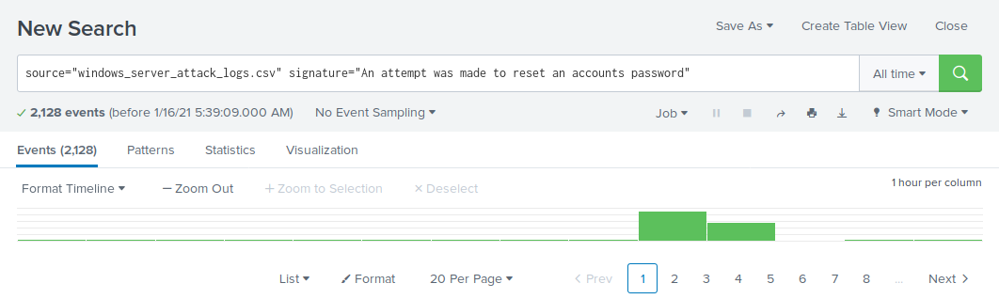 New Search
Save As
Create Table View
Close
source="windows_server_attack_logs.csv" signature="An attempt was made to reset an accounts password"
All time
2,128 events (before 1/16/21 5:39:09.000 AM)
No Event Sampling
Job
Smart Mode
Events (2,128)
Patterns
Statistics
Visualization
Format Timeline
— Zoom Out
+ Zoom to Selection
× Deselect
1 hour per column
List
Format
20 Per Page
< Prev
1 2 3 4 5 6 7 8 ... Next >